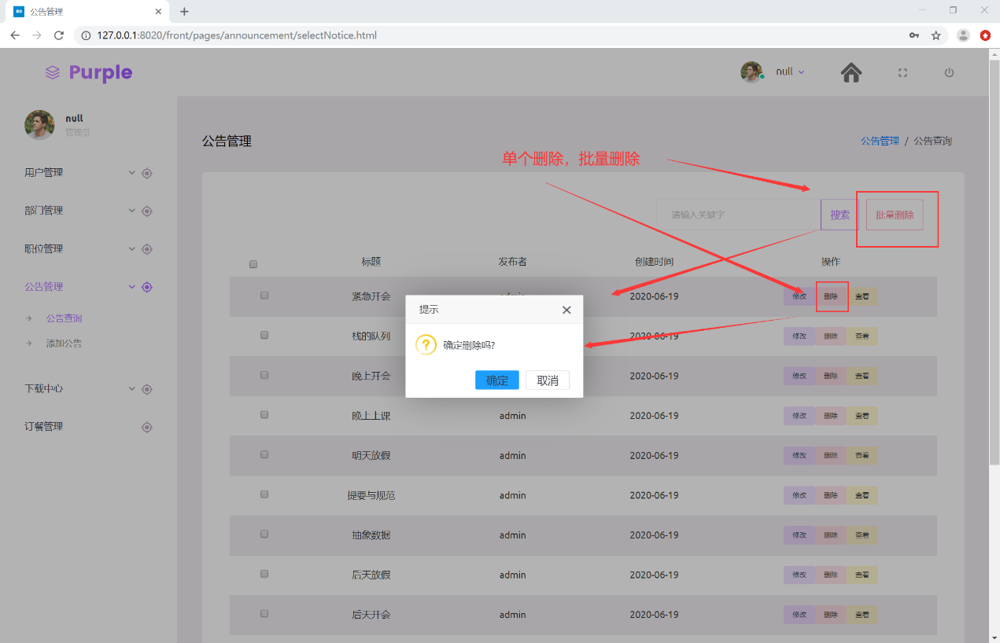 公告管理
127.0.0.1:8020/front/pages/announcement/selectNotice.html
Purple
null
null
管理员
用户管理
部门管理
职位管理
公告管理
公告查询
添加公告
下载中心
订餐管理
公告管理
公告管理 / 公告查询
单个删除，批量删除
请输入关键字 搜索 批量删除
标题 发布者 创建时间 操作
紧急开会 admin 2020-06-19 修改 删除 查看
栈的队列 2020-06-19 修改 删除 查看
晚上开会 2020-06-19 修改 删除 查看
晚上上课 admin 2020-06-19 修改 删除 查看
明天放假 admin 2020-06-19 修改 删除 查看
提要与规范 admin 2020-06-19 修改 删除 查看
抽象数据 admin 2020-06-19 修改 删除 查看
后天放假 admin 2020-06-19 修改 删除 查看
后天开会 admin 2020-06-19 修改 删除 查看
提示
确定删除吗?
确定 取消